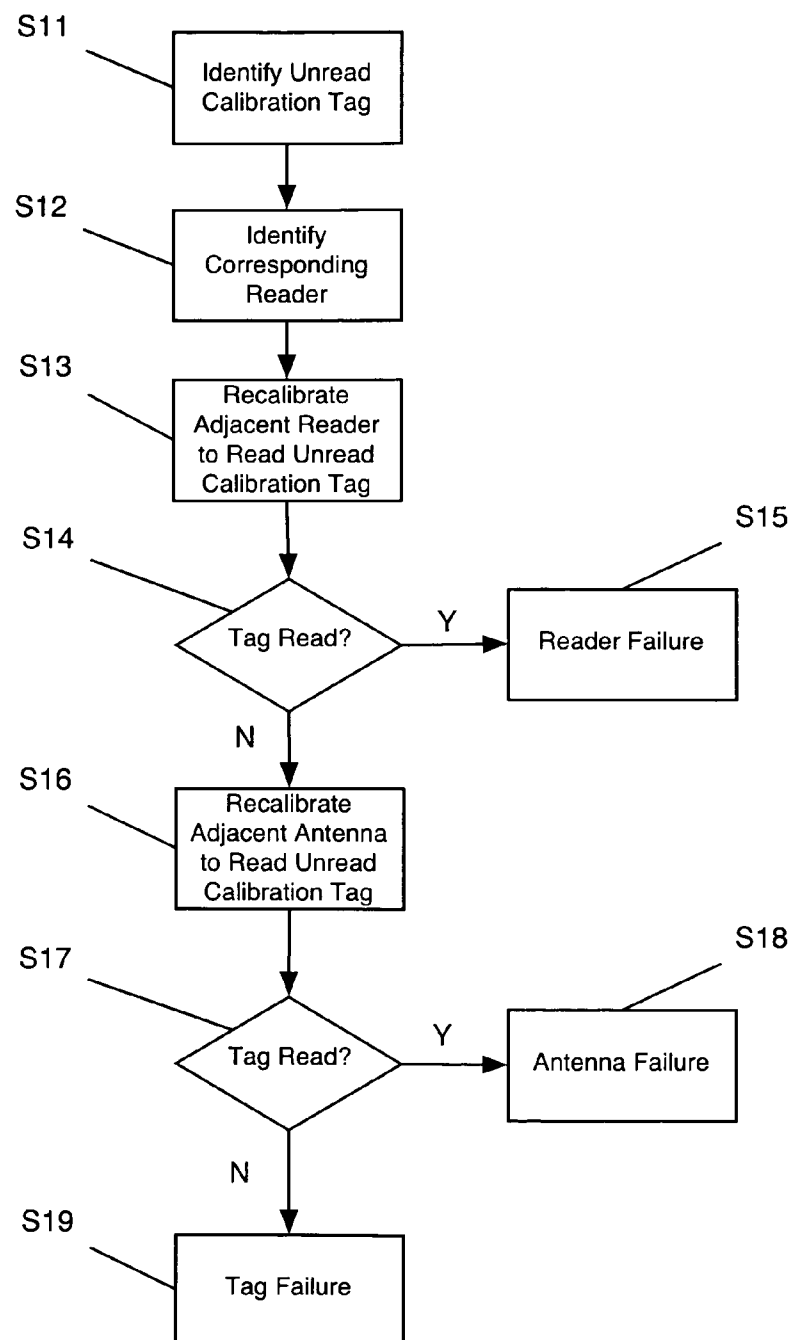 S11
Identify Unread
Calibration Tag
S12
Identify
Corresponding
Reader
S13
Recalibrate
Adjacent Reader
to Read Unread
Calibration Tag
S14
Tag Read?
Y
S15
Reader Failure
N
S16
Recalibrate
Adjacent Antenna
to Read Unread
Calibration Tag
S17
Tag Read?
Y
S18
Antenna Failure
N
S19
Tag Failure